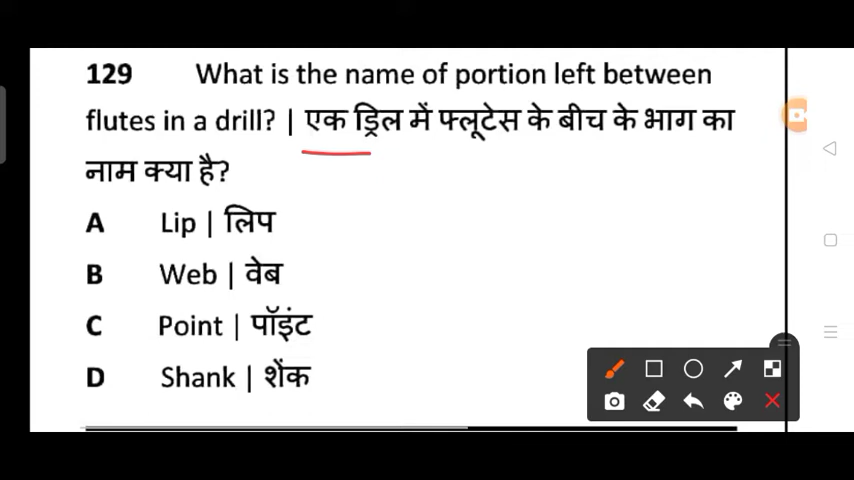 129 What is the name of portion left between
flutes in a drill? | एक ड्रिल में फ्लूटेस के बीच के भाग का
नाम क्या है?
A Lip | लिप
B Web | वेब
C Point | पॉइंट
D Shank | शेंक